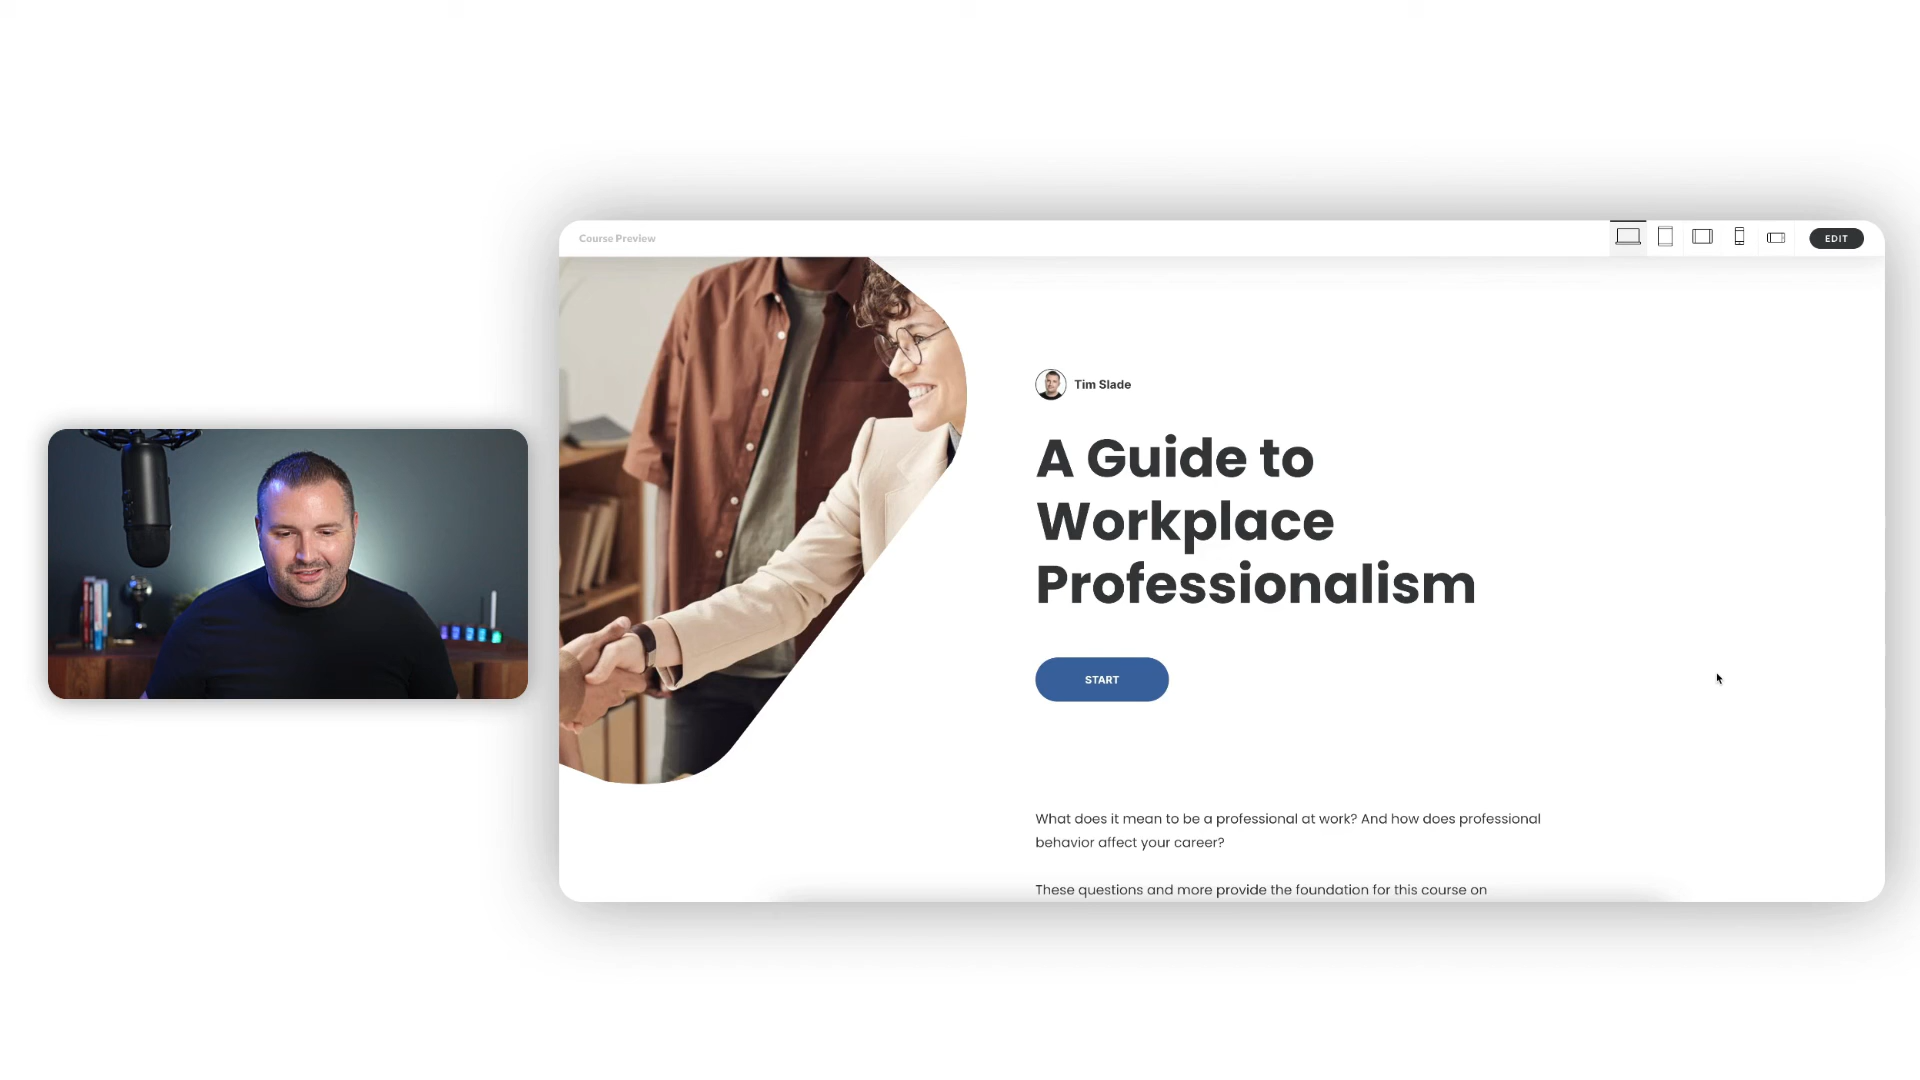 Course Preview
EDIT
Tim Slade
A Guide to
Workplace
Professionalism
START
What does it mean to be a professional at work? And how does professional
behavior affect your career?
These questions and more provide the foundation for this course on